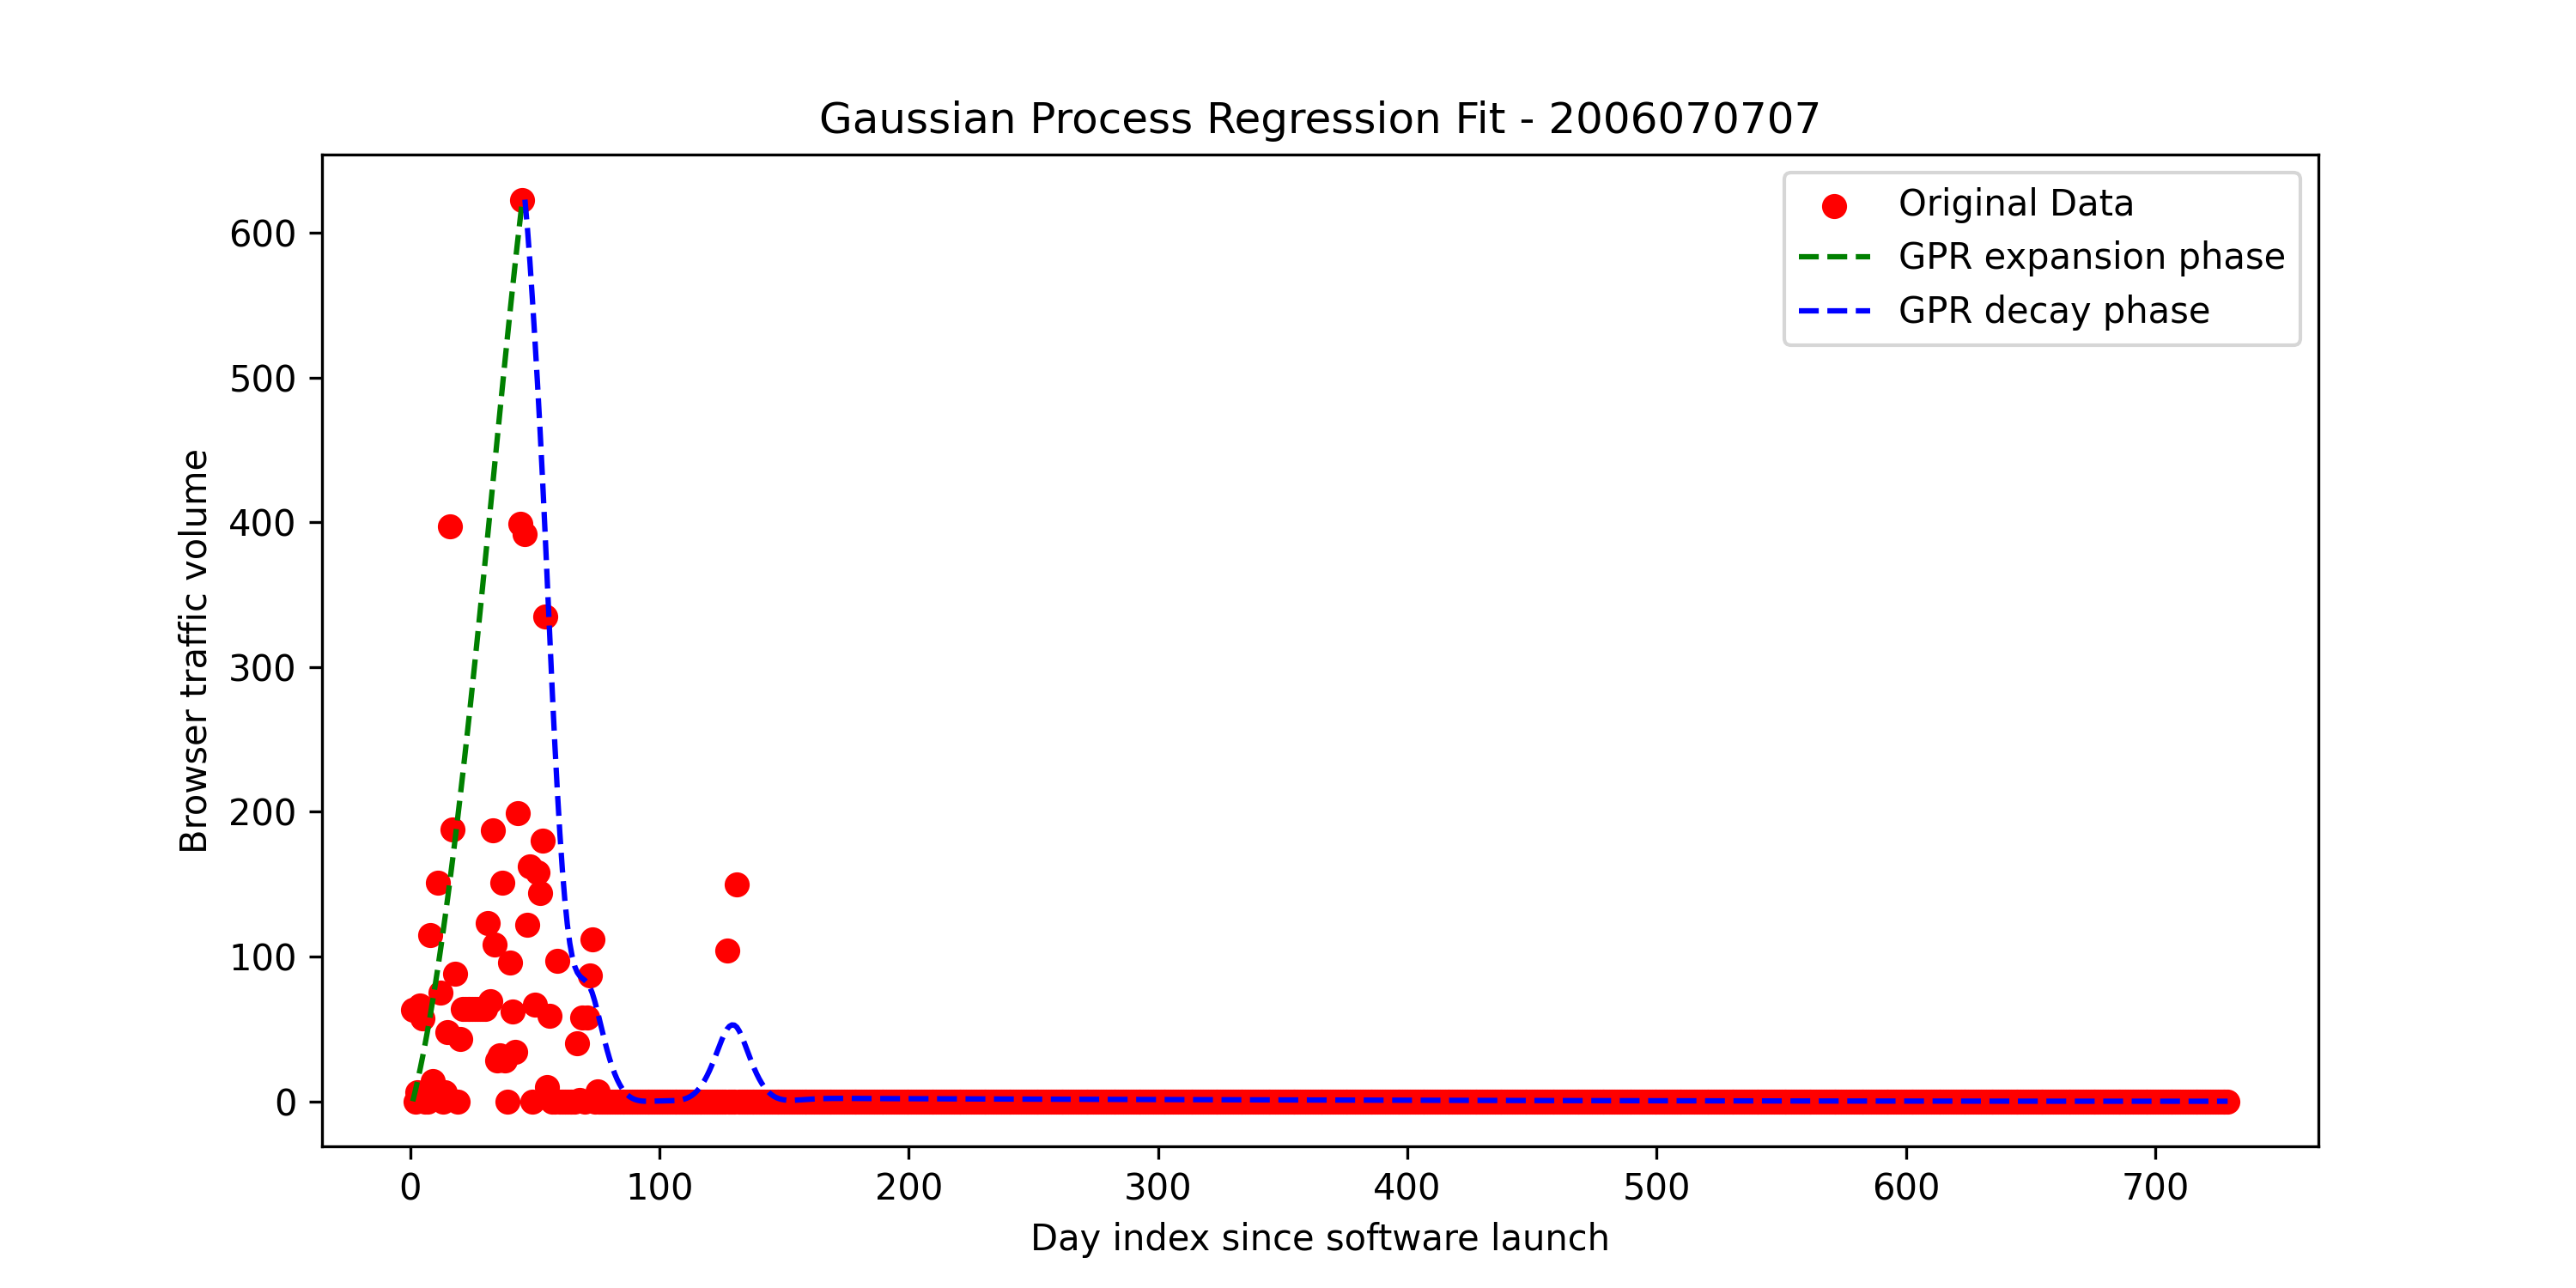 Gaussian Process Regression Fit - 2006070707
Original Data
GPR expansion phase
GPR decay phase
Browser traffic volume
600
500
400
300
200
100
0
0 100 200 300 400 500 600 700
Day index since software launch